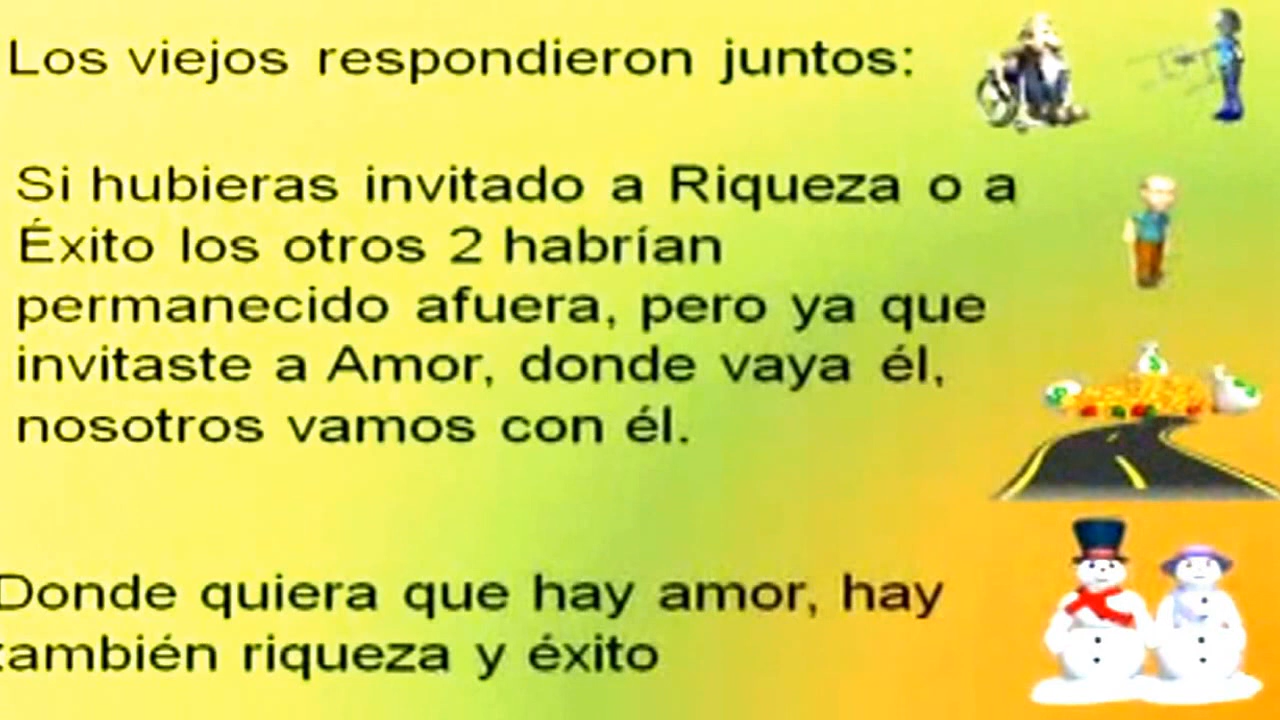 Los viejos respondieron juntos:
Si hubieras invitado a Riqueza o a
Éxito los otros 2 habrían
permanecido afuera, pero ya que
invitaste a Amor, donde vaya él,
nosotros vamos con él.
Donde quiera que hay amor, hay
también riqueza y éxito